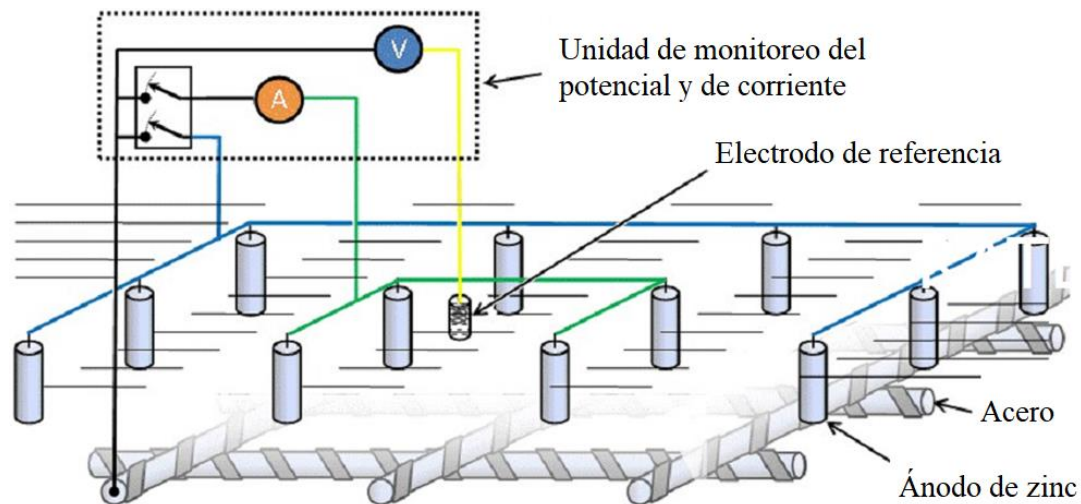 V
Unidad de monitoreo del
potencial y de corriente
A
Electrodo de referencia
Acero
Ánodo de zinc